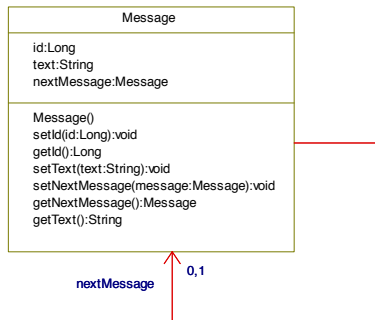 Message
id:Long
text:String
nextMessage:Message
Message()
setId(id:Long):void
getId():Long
setText(text:String):void
setNextMessage(message:Message):void
getNextMessage():Message
getText():String
0,1
nextMessage